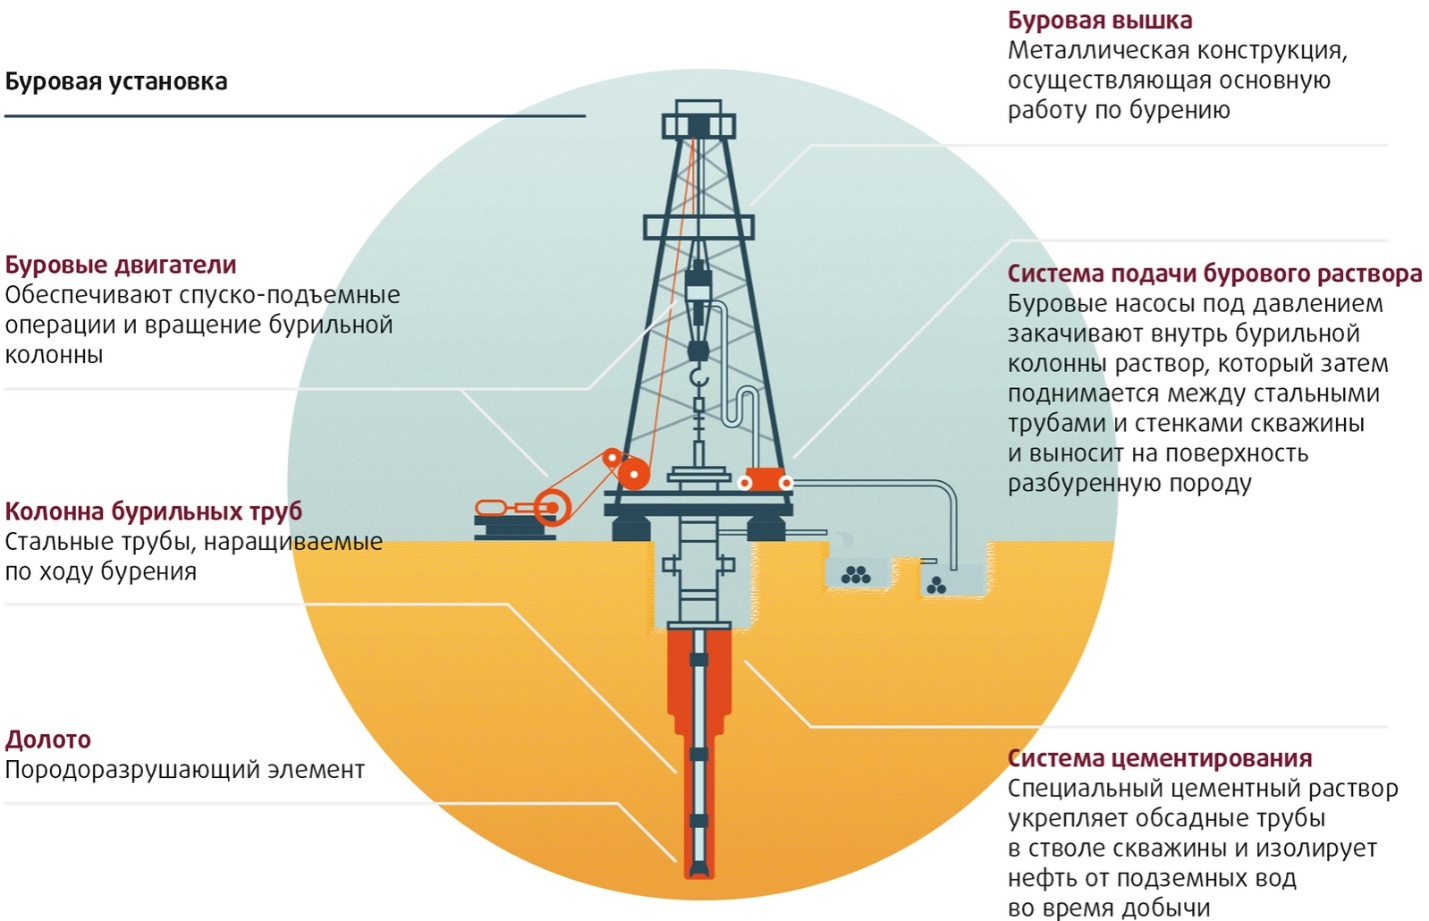 Буровая установка
Буровые двигатели
Обеспечивают спуско-подъемные
операции и вращение бурильной
колонны
Колонна бурильных труб
Стальные трубы, наращиваемые
по ходу бурения
Долото
Породоразрушающий элемент
Буровая вышка
Металлическая конструкция,
осуществляющая основную
работу по бурению
Система подачи бурового раствора
Буровые насосы под давлением
закачивают внутрь бурильной
колонны раствор, который затем
поднимается между стальными
трубами и стенками скважины
и выносит на поверхность
разбуренную породу
Система цементирования
Специальный цементный раствор
укрепляет обсадные трубы
в стволе скважины и изолирует
нефть от подземных вод
во время добычи